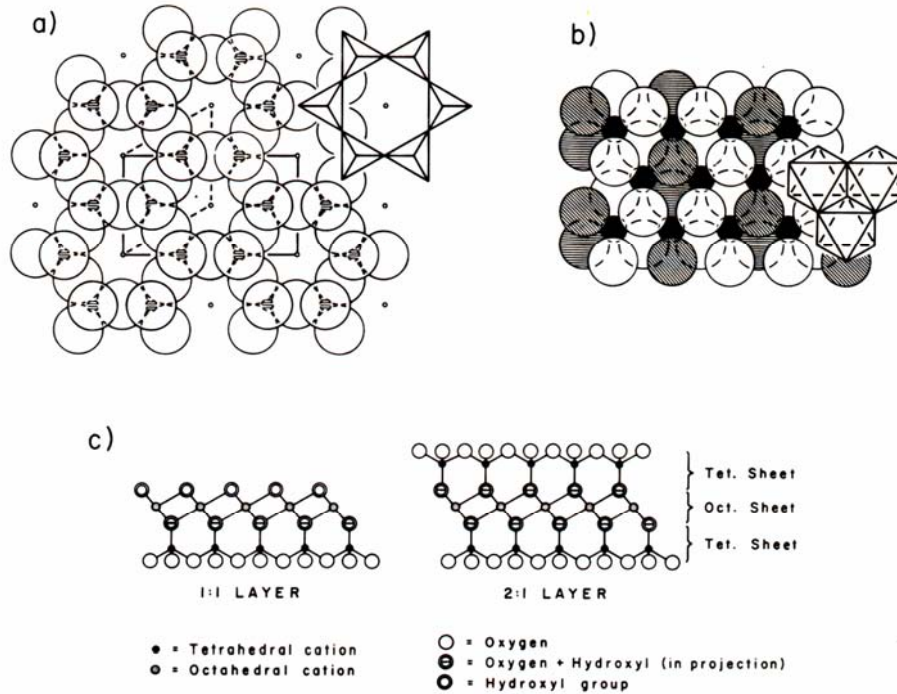 a)
b)
c)
Tet. Sheet
Oct. Sheet
Tet. Sheet
1:1 LAYER
2:1 LAYER
= Tetrahedral cation
= Octahedral cation
= Oxygen
= Oxygen + Hydroxyl (in projection)
= Hydroxyl group